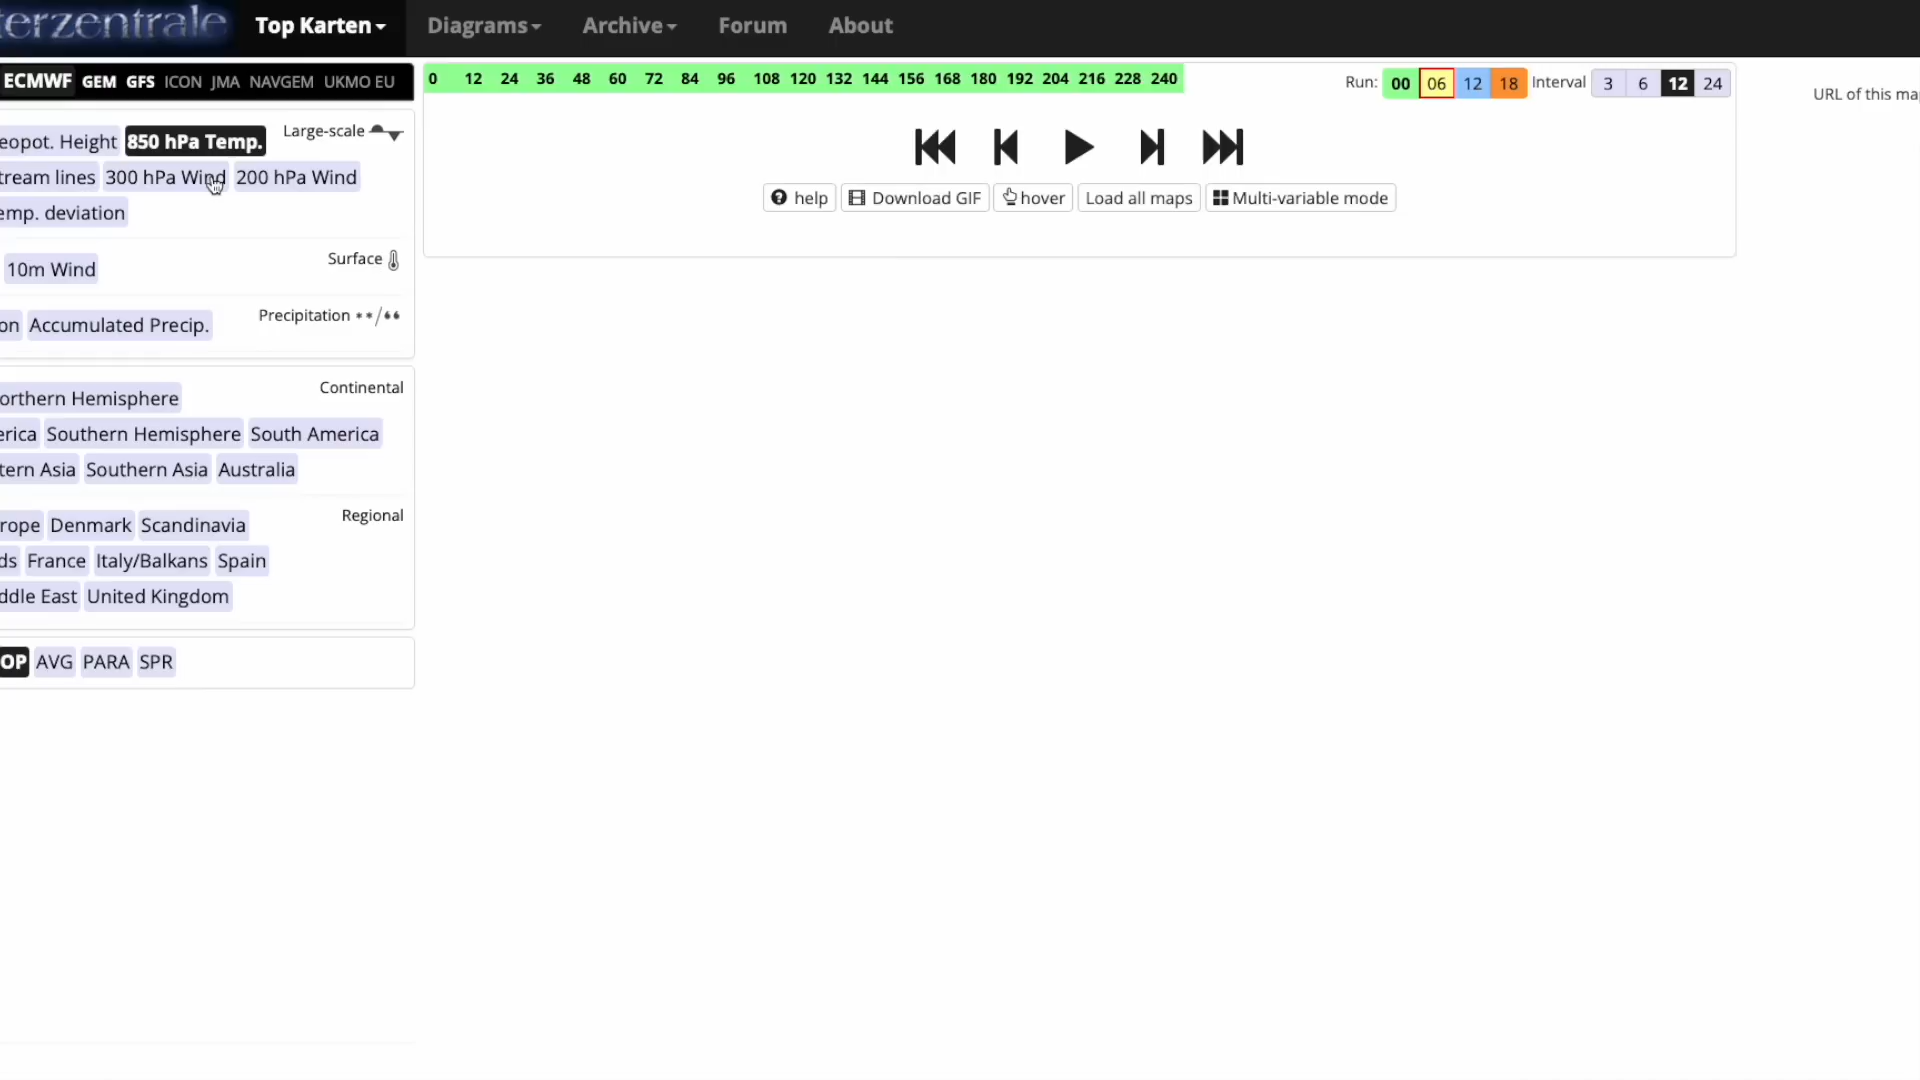 erzentrale Top Karten Diagrams Archive Forum About
ECMWF GEM GFS ICON JMA NAVGEM UKMO EU
0 12 24 36 48 60 72 84 96 108 120 132 144 156 168 180 192 204 216 228 240
Run: 00 06 12 18 Interval 3 6 12 24
URL of this ma
Large-scale
eopot. Height 850 hPa Temp.
tream lines 300 hPa Wind 200 hPa Wind
emp. deviation
? help Download GIF hover Load all maps Multi-variable mode
Surface
10m Wind
Precipitation **/
on Accumulated Precip.
Continental
orthern Hemisphere
erica Southern Hemisphere South America
tern Asia Southern Asia Australia
Regional
rope Denmark Scandinavia
ds France Italy/Balkans Spain
ddle East United Kingdom
OP AVG PARA SPR